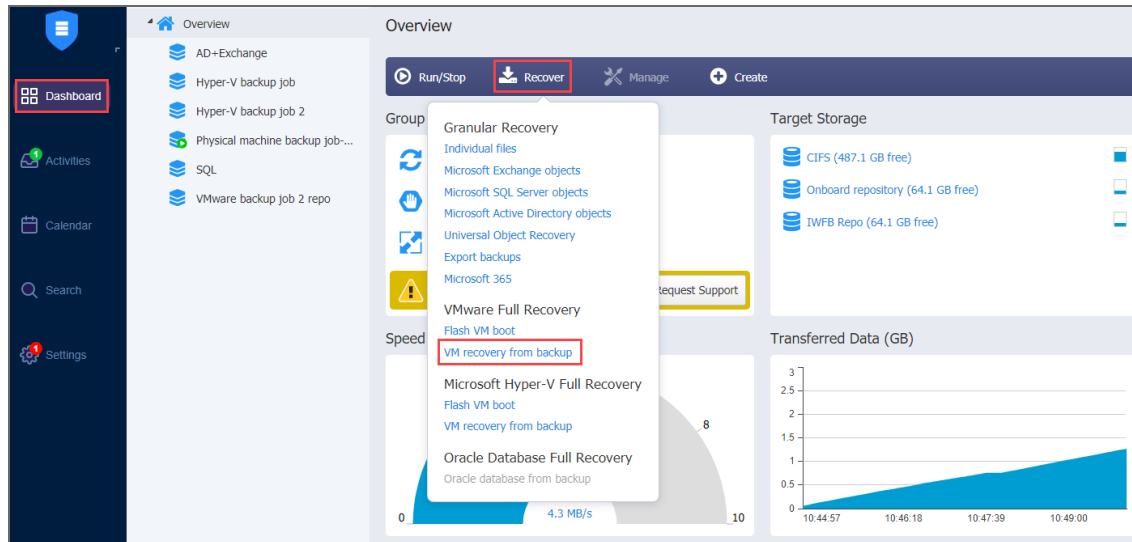 Overview
AD+Exchange
Hyper-V backup job
Hyper-V backup job 2
Physical machine backup job-...
SQL
VMware backup job 2 repo
Dashboard
1
Activities
Calendar
Search
1
Settings
Overview
Run/Stop
Recover
Manage
Create
Group
Granular Recovery
Individual files
Microsoft Exchange objects
Microsoft SQL Server objects
Microsoft Active Directory objects
Universal Object Recovery
Export backups
Microsoft 365
VMware Full Recovery
Flash VM boot
VM recovery from backup
Microsoft Hyper-V Full Recovery
Flash VM boot
VM recovery from backup
Oracle Database Full Recovery
Oracle database from backup
Support
Speed
0
4.3 MB/s
8
10
Target Storage
CIFS (487.1 GB free)
Onboard repository (64.1 GB free)
IWFB Repo (64.1 GB free)
Transferred Data (GB)
3
2.5
2
1.5
1
0.5
0
10:44:57 10:46:18 10:47:39 10:49:00